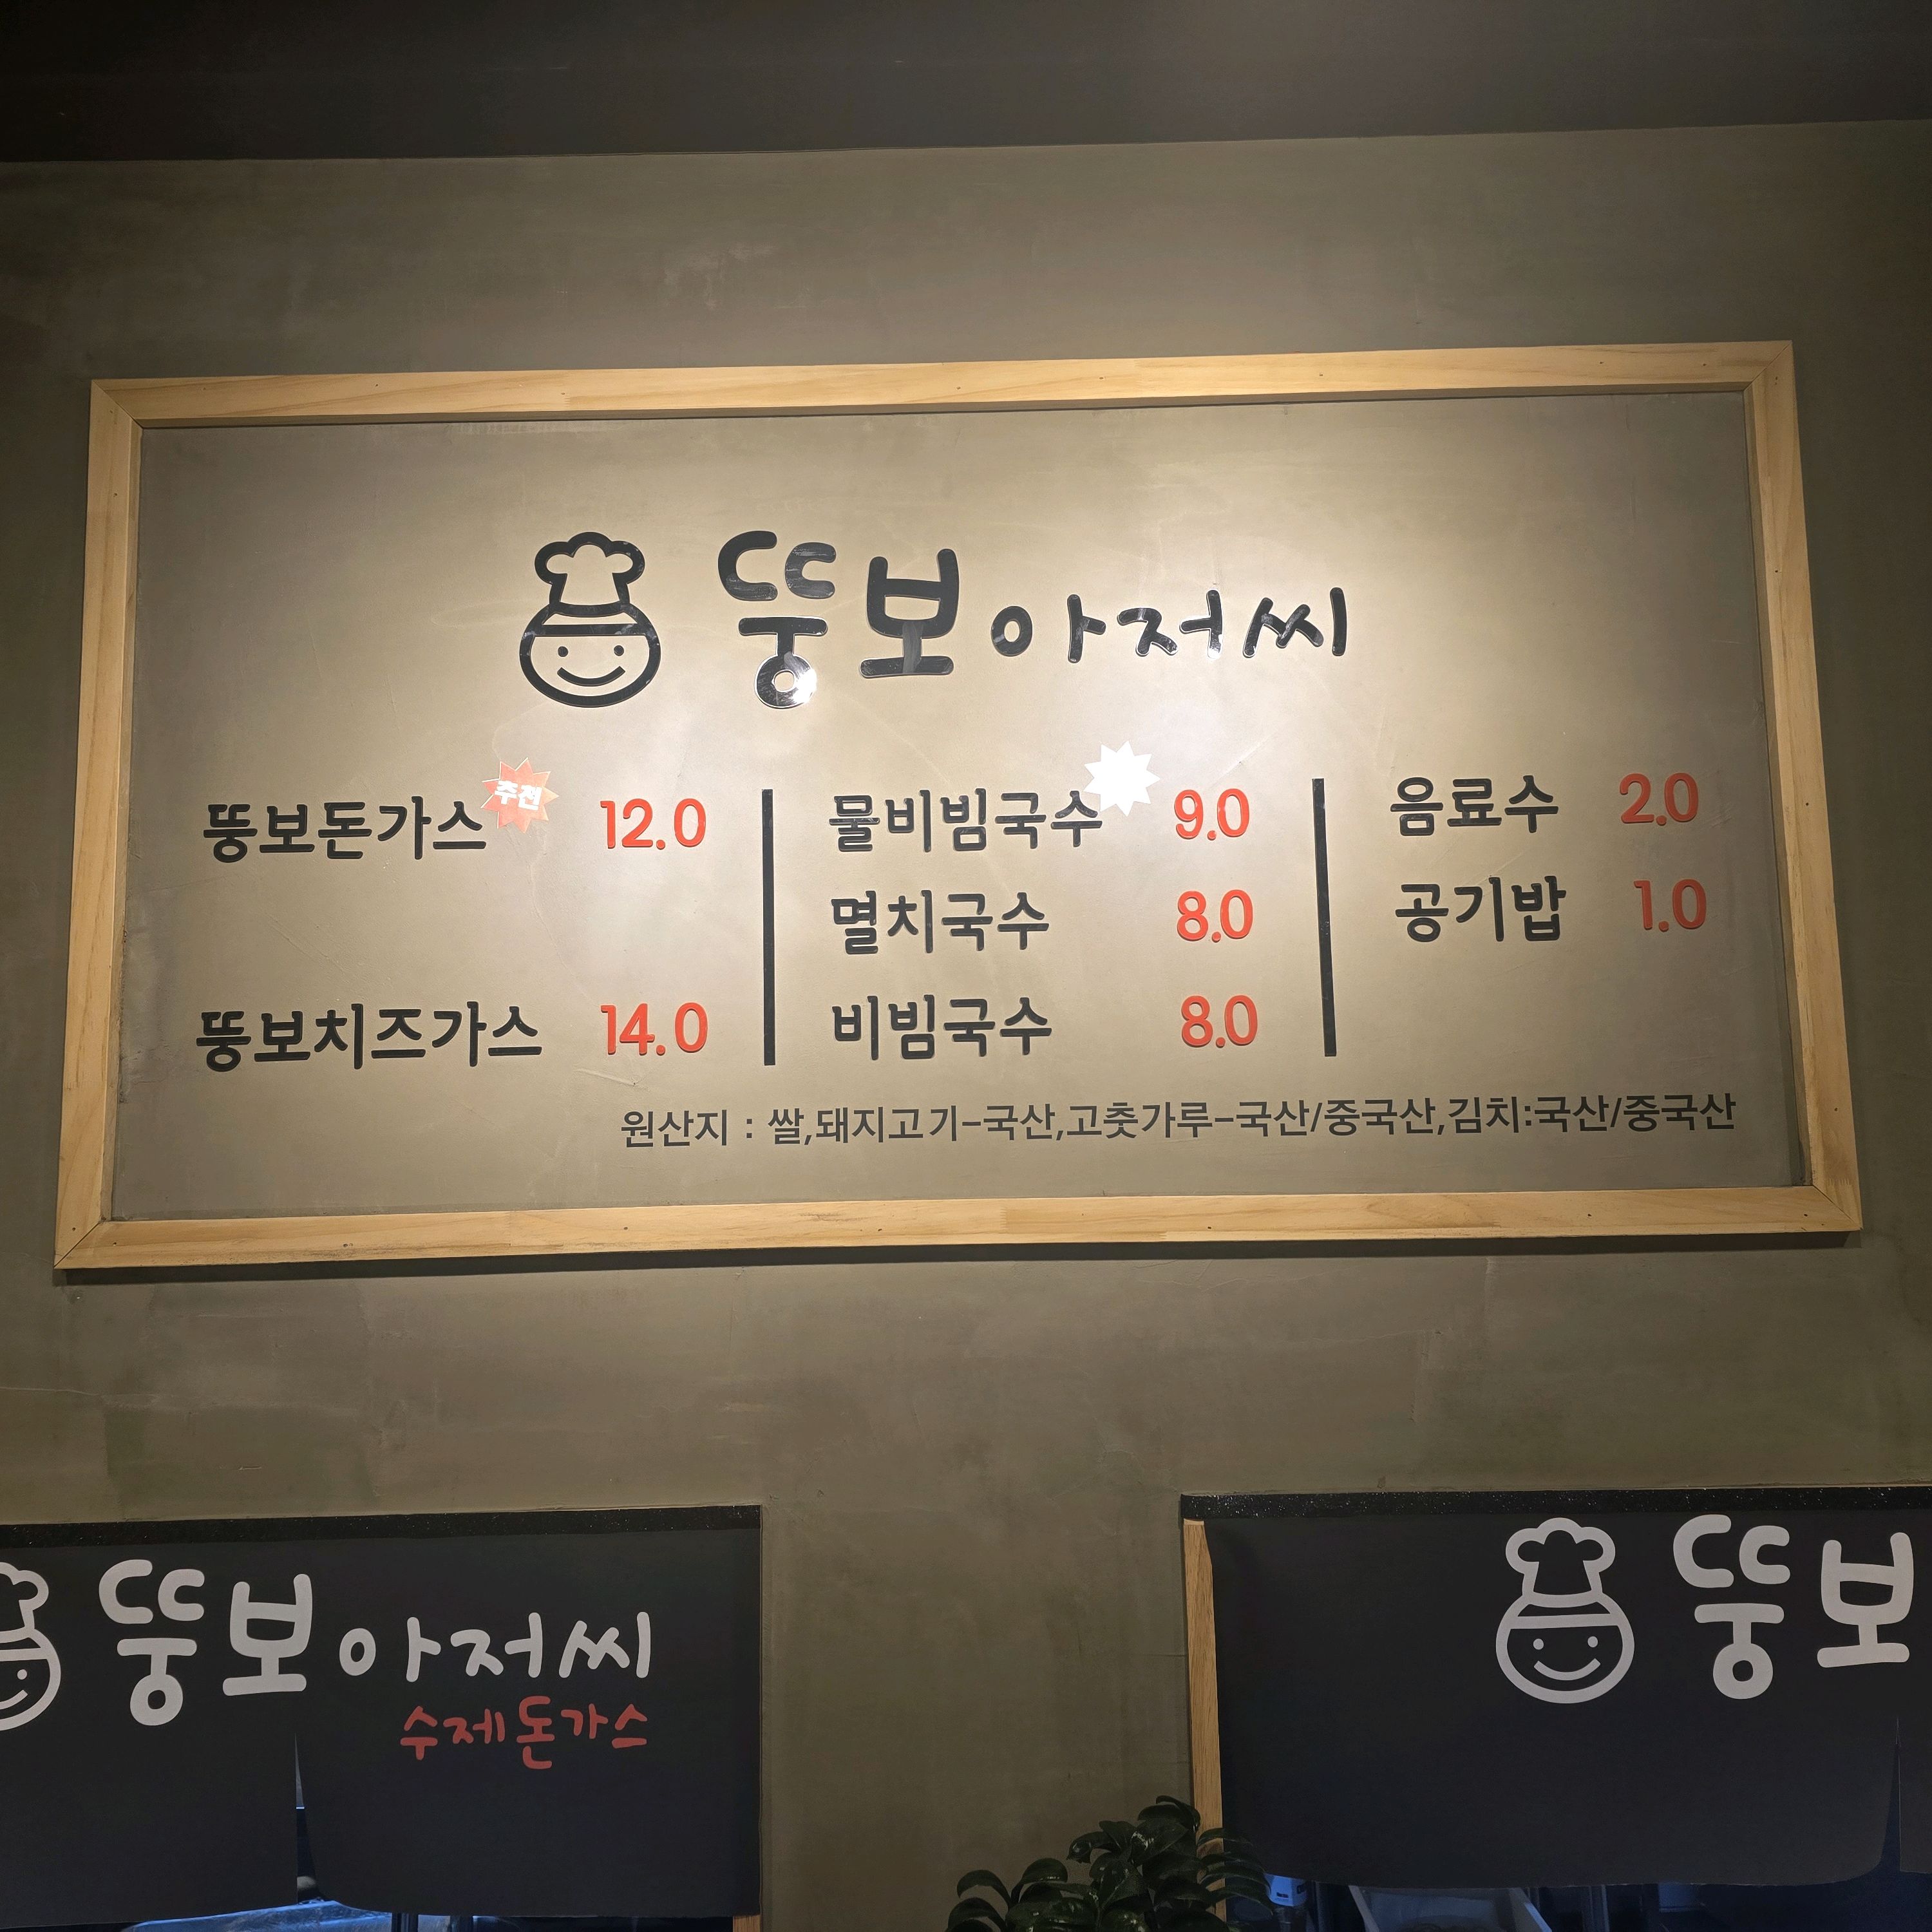 뚱보아저씨
뚱보돈가스 추천 12.0
뚱보치즈가스 14.0
물비빔국수 9.0
멸치국수 8.0
비빔국수 8.0
음료수 2.0
공기밥 1.0
원산지 : 쌀,돼지고기-국산,고춧가루-국산/중국산,김치:국산/중국산
뚱보아저씨
수제돈가스
뚱보